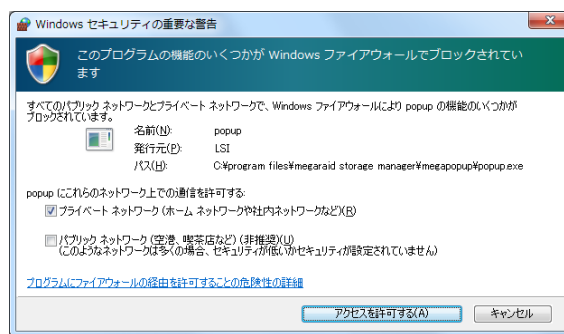 Windows セキュリティの重要な警告
このプログラムの機能のいくつかが Windows ファイアウォールでブロックされてい
ます
すべてのパブリック ネットワークとプライベート ネットワークで、Windows ファイアウォールにより popup の機能のいくつかが
ブロックされています。
名前(N): popup
発行元(P): LSI
パス(H): C:¥program files¥megaraid storage manager¥megapopup¥popup.exe
popup にこれらのネットワーク上での通信を許可する:
プライベート ネットワーク (ホーム ネットワークや社内ネットワークなど)(R)
パブリック ネットワーク (空港、喫茶店など) (非推奨)(U)
(このようなネットワークは多くの場合、セキュリティが低いかセキュリティが設定されていません)
プログラムにファイアウォールの経由を許可することの危険性の詳細
アクセスを許可する(A) キャンセル